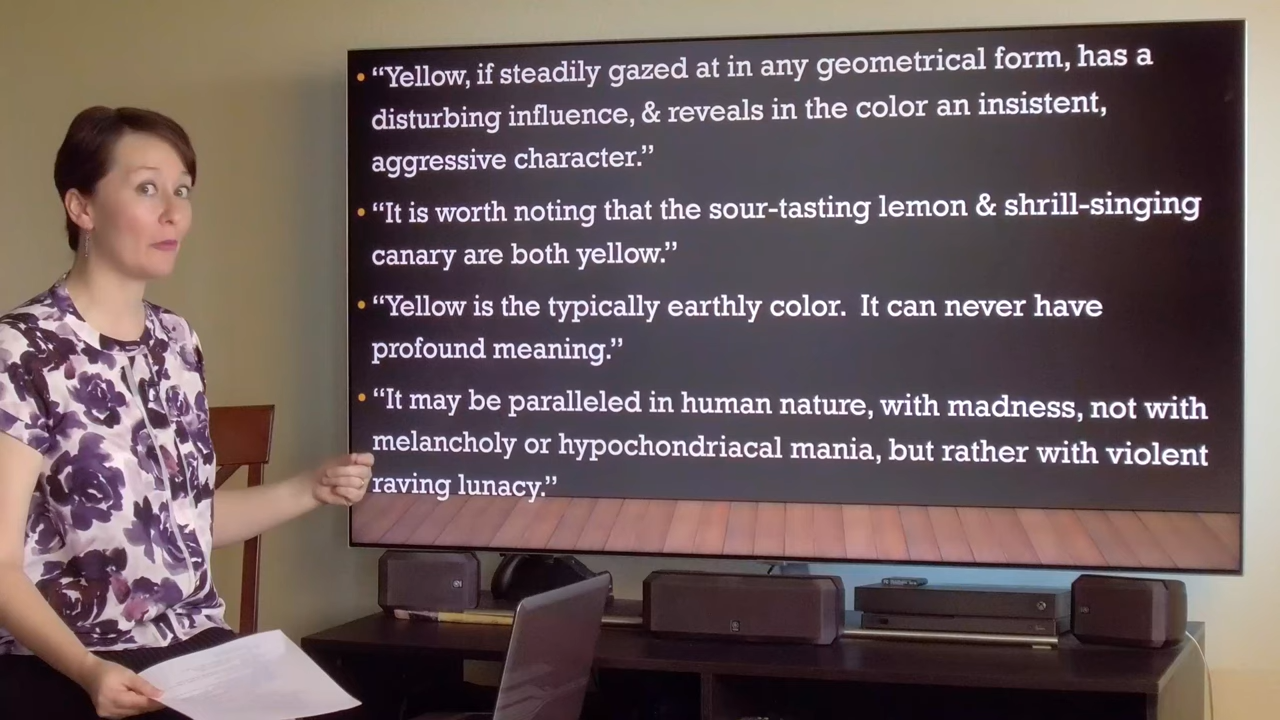 • “Yellow, if steadily gazed at in any geometrical form, has a
disturbing influence, & reveals in the color an insistent,
aggressive character.”
• “It is worth noting that the sour-tasting lemon & shrill-singing
canary are both yellow.”
• “Yellow is the typically earthly color.  It can never have
profound meaning.”
• “It may be paralleled in human nature, with madness, not with
melancholy or hypochondriacal mania, but rather with violent
raving lunacy.”